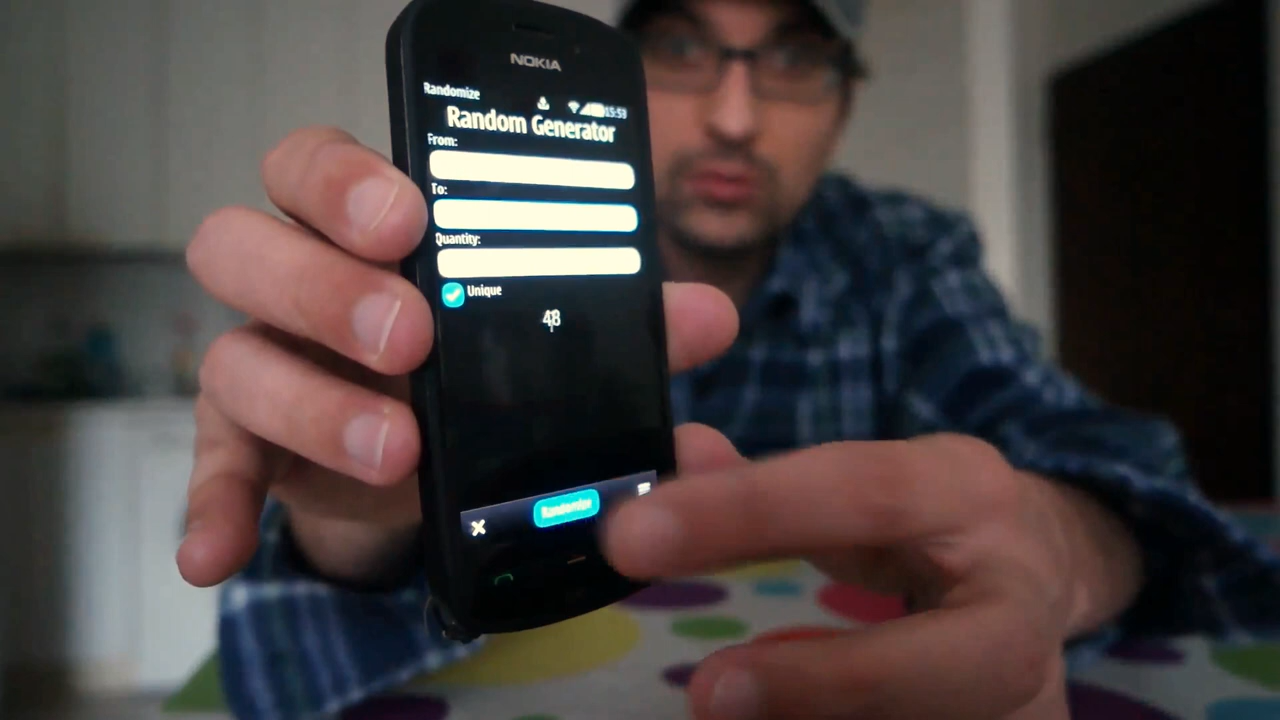 NOKIA
Randomize
15:53
Random Generator
From:
To:
Quantity:
Unique
48
Randomize